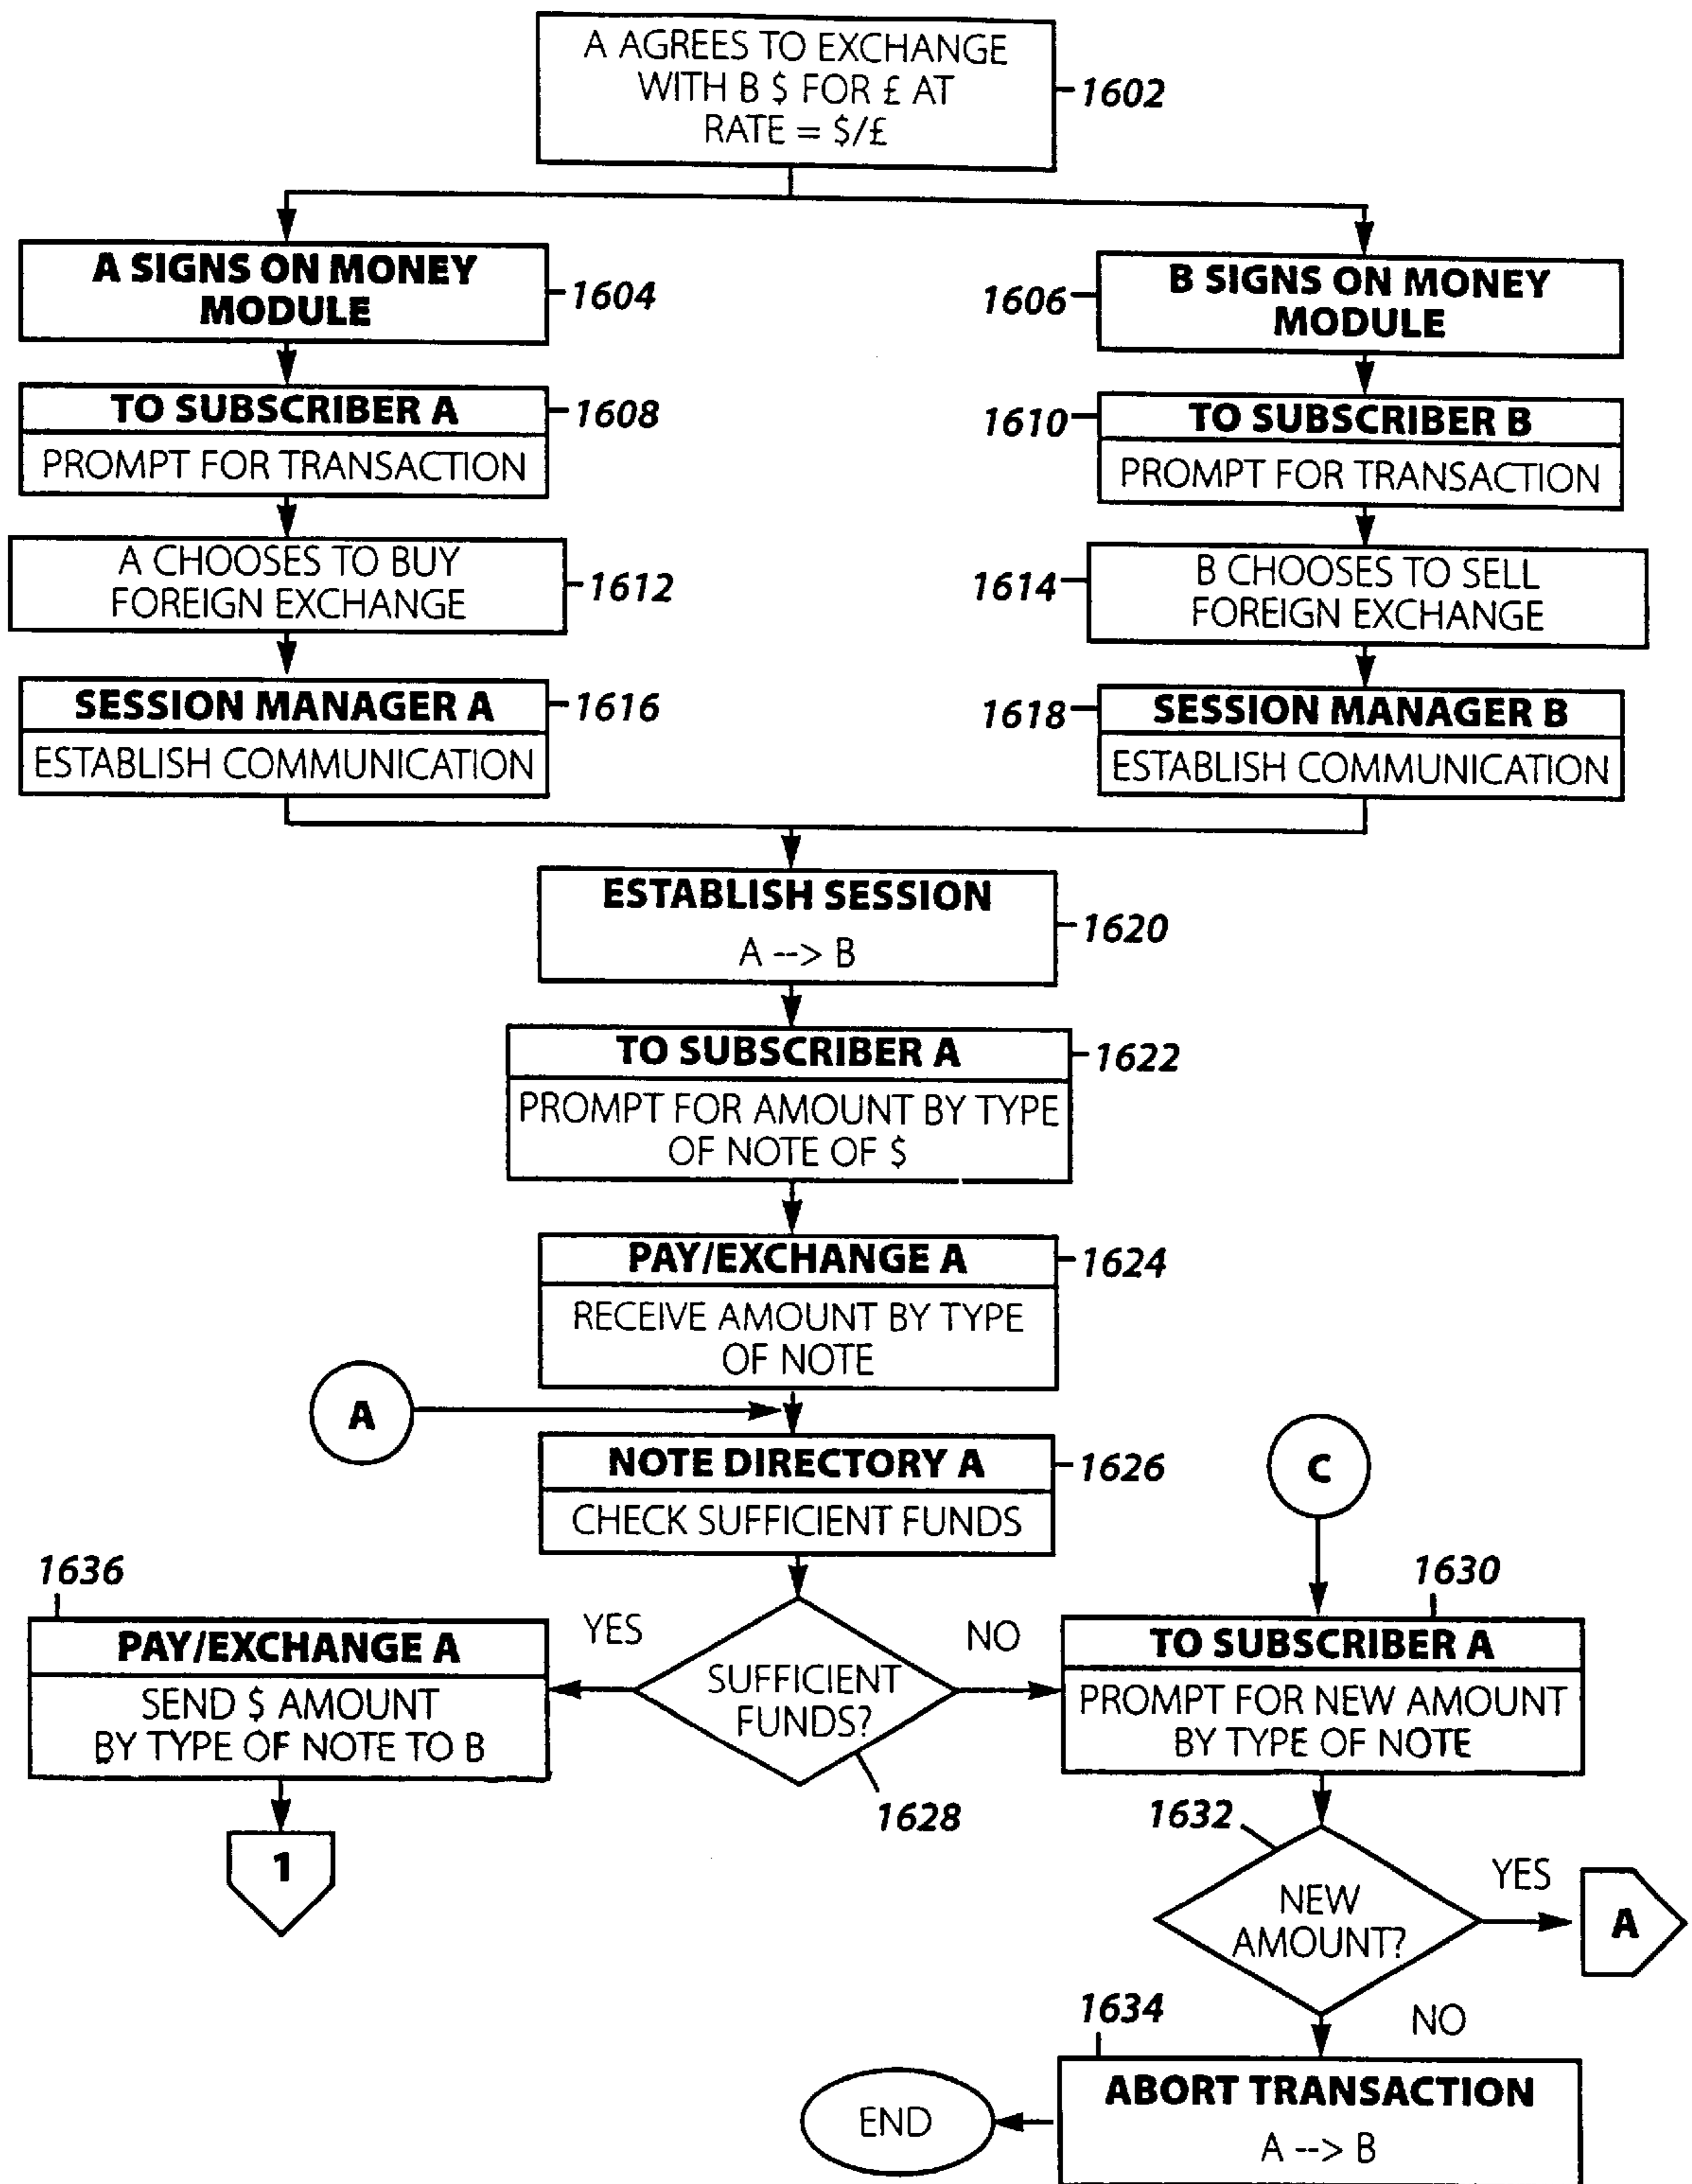 A AGREES TO EXCHANGE
WITH B $ FOR £ AT
RATE = $/£
1602
A SIGNS ON MONEY
MODULE
1604
1606
B SIGNS ON MONEY
MODULE
TO SUBSCRIBER A
1608
PROMPT FOR TRANSACTION
1610
TO SUBSCRIBER B
PROMPT FOR TRANSACTION
A CHOOSES TO BUY
FOREIGN EXCHANGE
1612
1614
B CHOOSES TO SELL
FOREIGN EXCHANGE
SESSION MANAGER A
1616
ESTABLISH COMMUNICATION
1618
SESSION MANAGER B
ESTABLISH COMMUNICATION
ESTABLISH SESSION
A --> B
1620
TO SUBSCRIBER A
1622
PROMPT FOR AMOUNT BY TYPE
OF NOTE OF $
PAY/EXCHANGE A
1624
RECEIVE AMOUNT BY TYPE
OF NOTE
A
NOTE DIRECTORY A
1626
CHECK SUFFICIENT FUNDS
C
1636
PAY/EXCHANGE A
SEND $ AMOUNT
BY TYPE OF NOTE TO B
1
YES
SUFFICIENT
FUNDS?
1628
NO
1630
TO SUBSCRIBER A
PROMPT FOR NEW AMOUNT
BY TYPE OF NOTE
1632
NEW
AMOUNT?
YES
A
NO
1634
ABORT TRANSACTION
A --> B
END